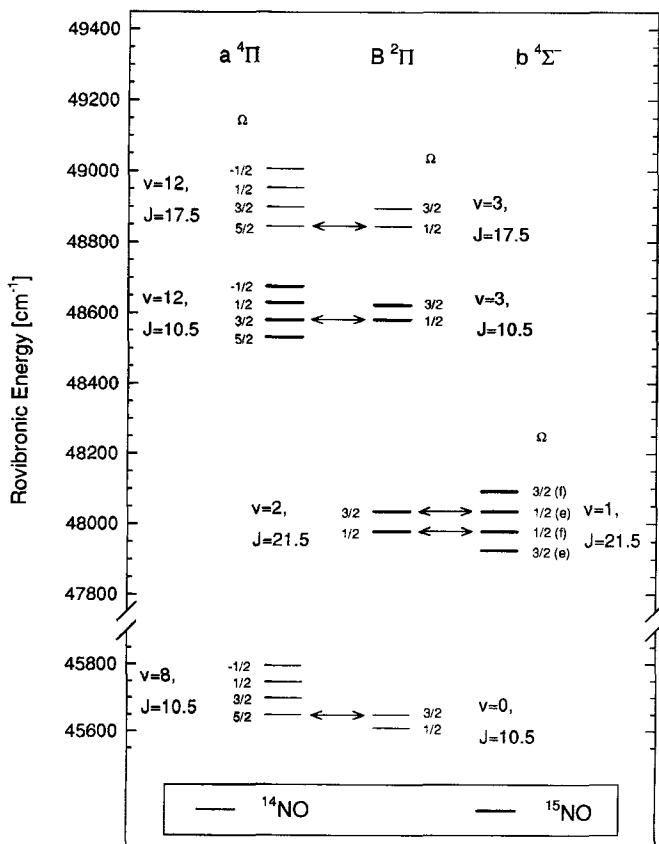 49400
49200
49000
48800
48600
48400
48200
48000
47800
45800
45600
Rovibronic Energy [cm⁻¹]
a ⁴Π
B ²Π
b ⁴Σ⁻
Ω
Ω
-1/2
1/2
3/2
5/2
v=12,
J=17.5
3/2
1/2
v=3,
J=17.5
-1/2
1/2
3/2
5/2
v=12,
J=10.5
3/2
1/2
v=3,
J=10.5
Ω
v=2,
J=21.5
3/2
1/2
3/2 (f)
1/2 (e)
1/2 (f)
3/2 (e)
v=1,
J=21.5
-1/2
1/2
3/2
5/2
v=8,
J=10.5
3/2
1/2
v=0,
J=10.5
¹⁴NO
¹⁵NO